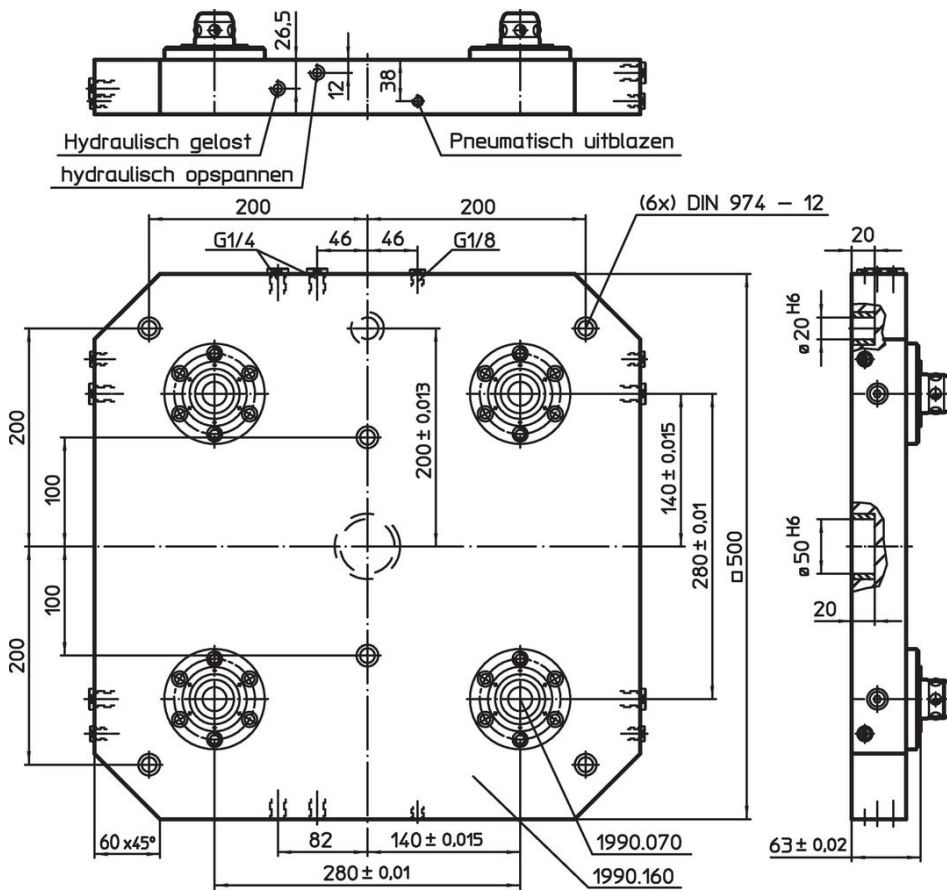 26,5
12
38
Hydraulisch gelost
Pneumatisch uitblazen
hydraulisch opspannen
200
200
(6x) DIN 974 – 12
G1/4
46
46
G1/8
20
ø20 H6
200
100
200 ± 0,013
140 ± 0,015
280 ± 0,01
□500
ø50 H6
100
200
20
60 x45°
82
140 ± 0,015
1990.070
63 ± 0,02
280 ± 0,01
1990.160